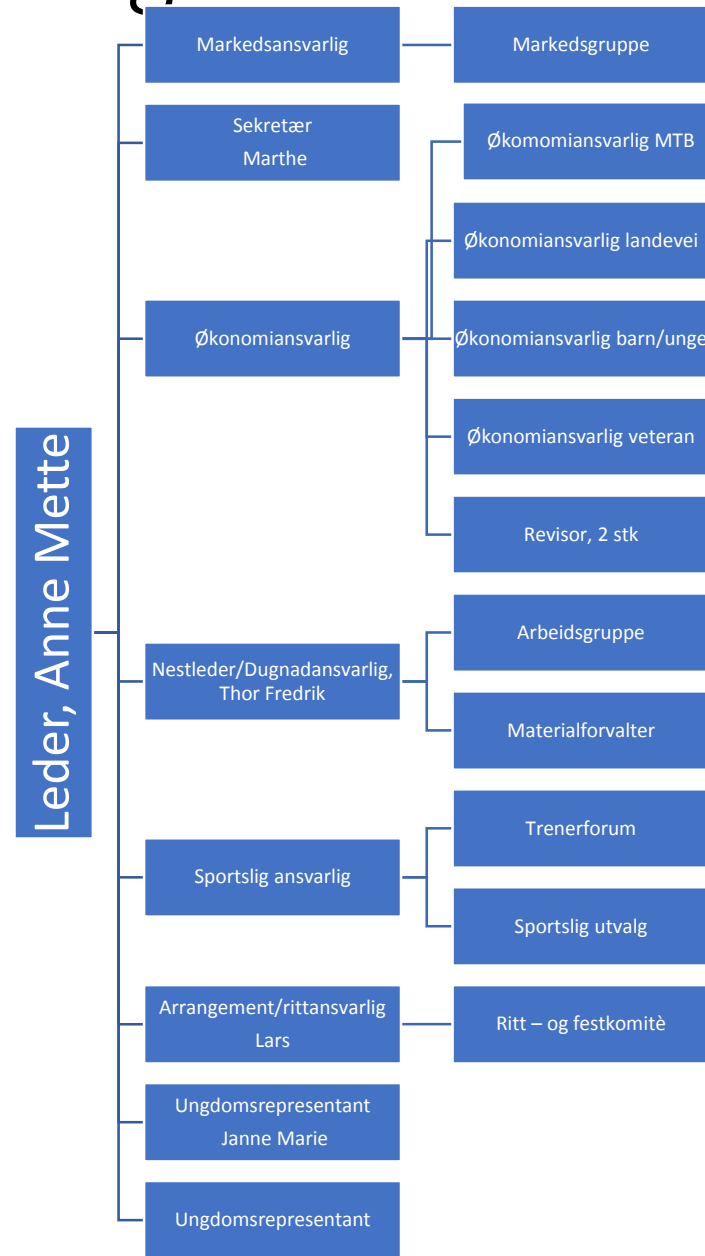 Markedsansvarlig
Markedsgruppe
Sekretær
Marthe
Økomomiansvarlig MTB
Økonomiansvarlig landevei
Økonomiansvarlig
Økonomiansvarlig barn/unge
Økonomiansvarlig veteran
Revisor, 2 stk
Leder, Anne Mette
Nestleder/Dugnadansvarlig,
Thor Fredrik
Arbeidsgruppe
Materialforvalter
Sportslig ansvarlig
Trenerforum
Sportslig utvalg
Arrangement/rittansvarlig
Lars
Ritt – og festkomitè
Ungdomsrepresentant
Janne Marie
Ungdomsrepresentant